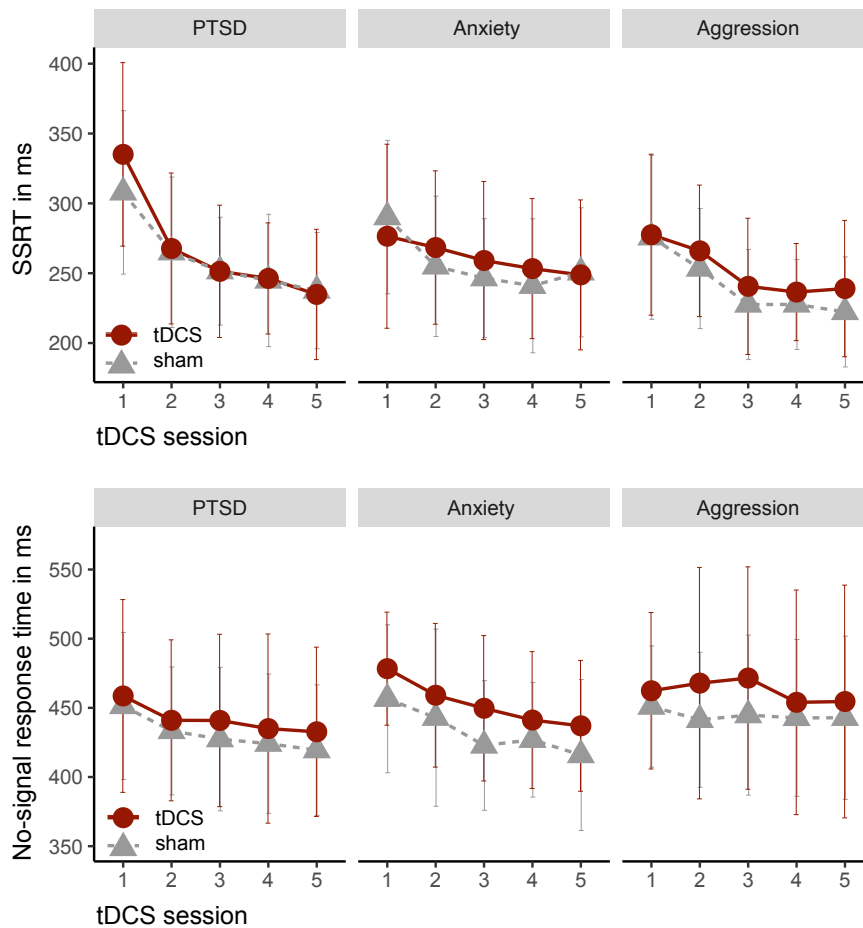 PTSD Anxiety Aggression
SSRT in ms
400
350
300
250
200
tDCS
sham
1 2 3 4 5 1 2 3 4 5 1 2 3 4 5
tDCS session
PTSD Anxiety Aggression
No-signal response time in ms
550
500
450
400
350
tDCS
sham
1 2 3 4 5 1 2 3 4 5 1 2 3 4 5
tDCS session